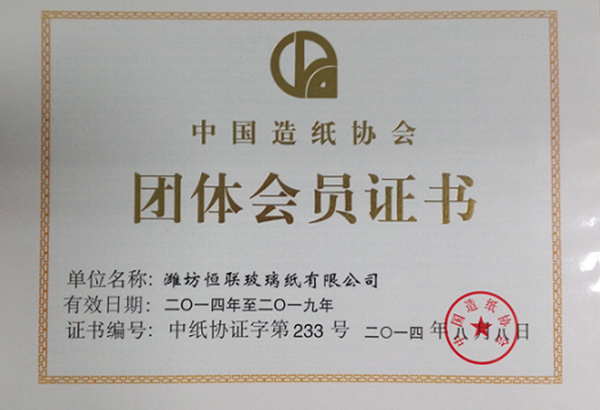 中国造纸协会
团体会员证书
单位名称：潍坊恒联玻璃纸有限公司
有效日期：二〇一四年至二〇一九年
证书编号：中纸协证字第 233 号 二〇一四 年 八 月 八 日
中国造纸协会